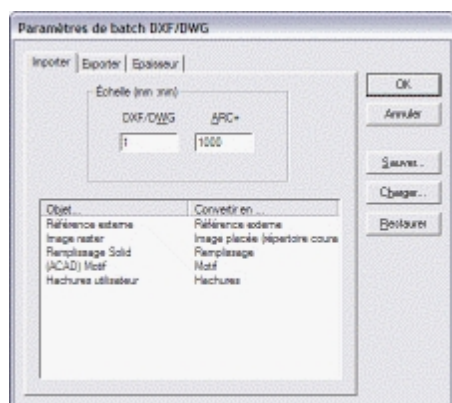 Paramètres de batch DXF/DWG
Importer Exporter Epaisseur
Échelle (mm :mm)
DXF/DWG ARC+
1 1000
OK
Annuler
Sauver...
Charger...
Restaurer
Objet... Convertir en ...
Référence externe Référence externe
Image raster Image placée (répertoire coura
Remplissage Solid Remplissage
(ACAD) Motif Motif
Hachures utilisateur Hachures